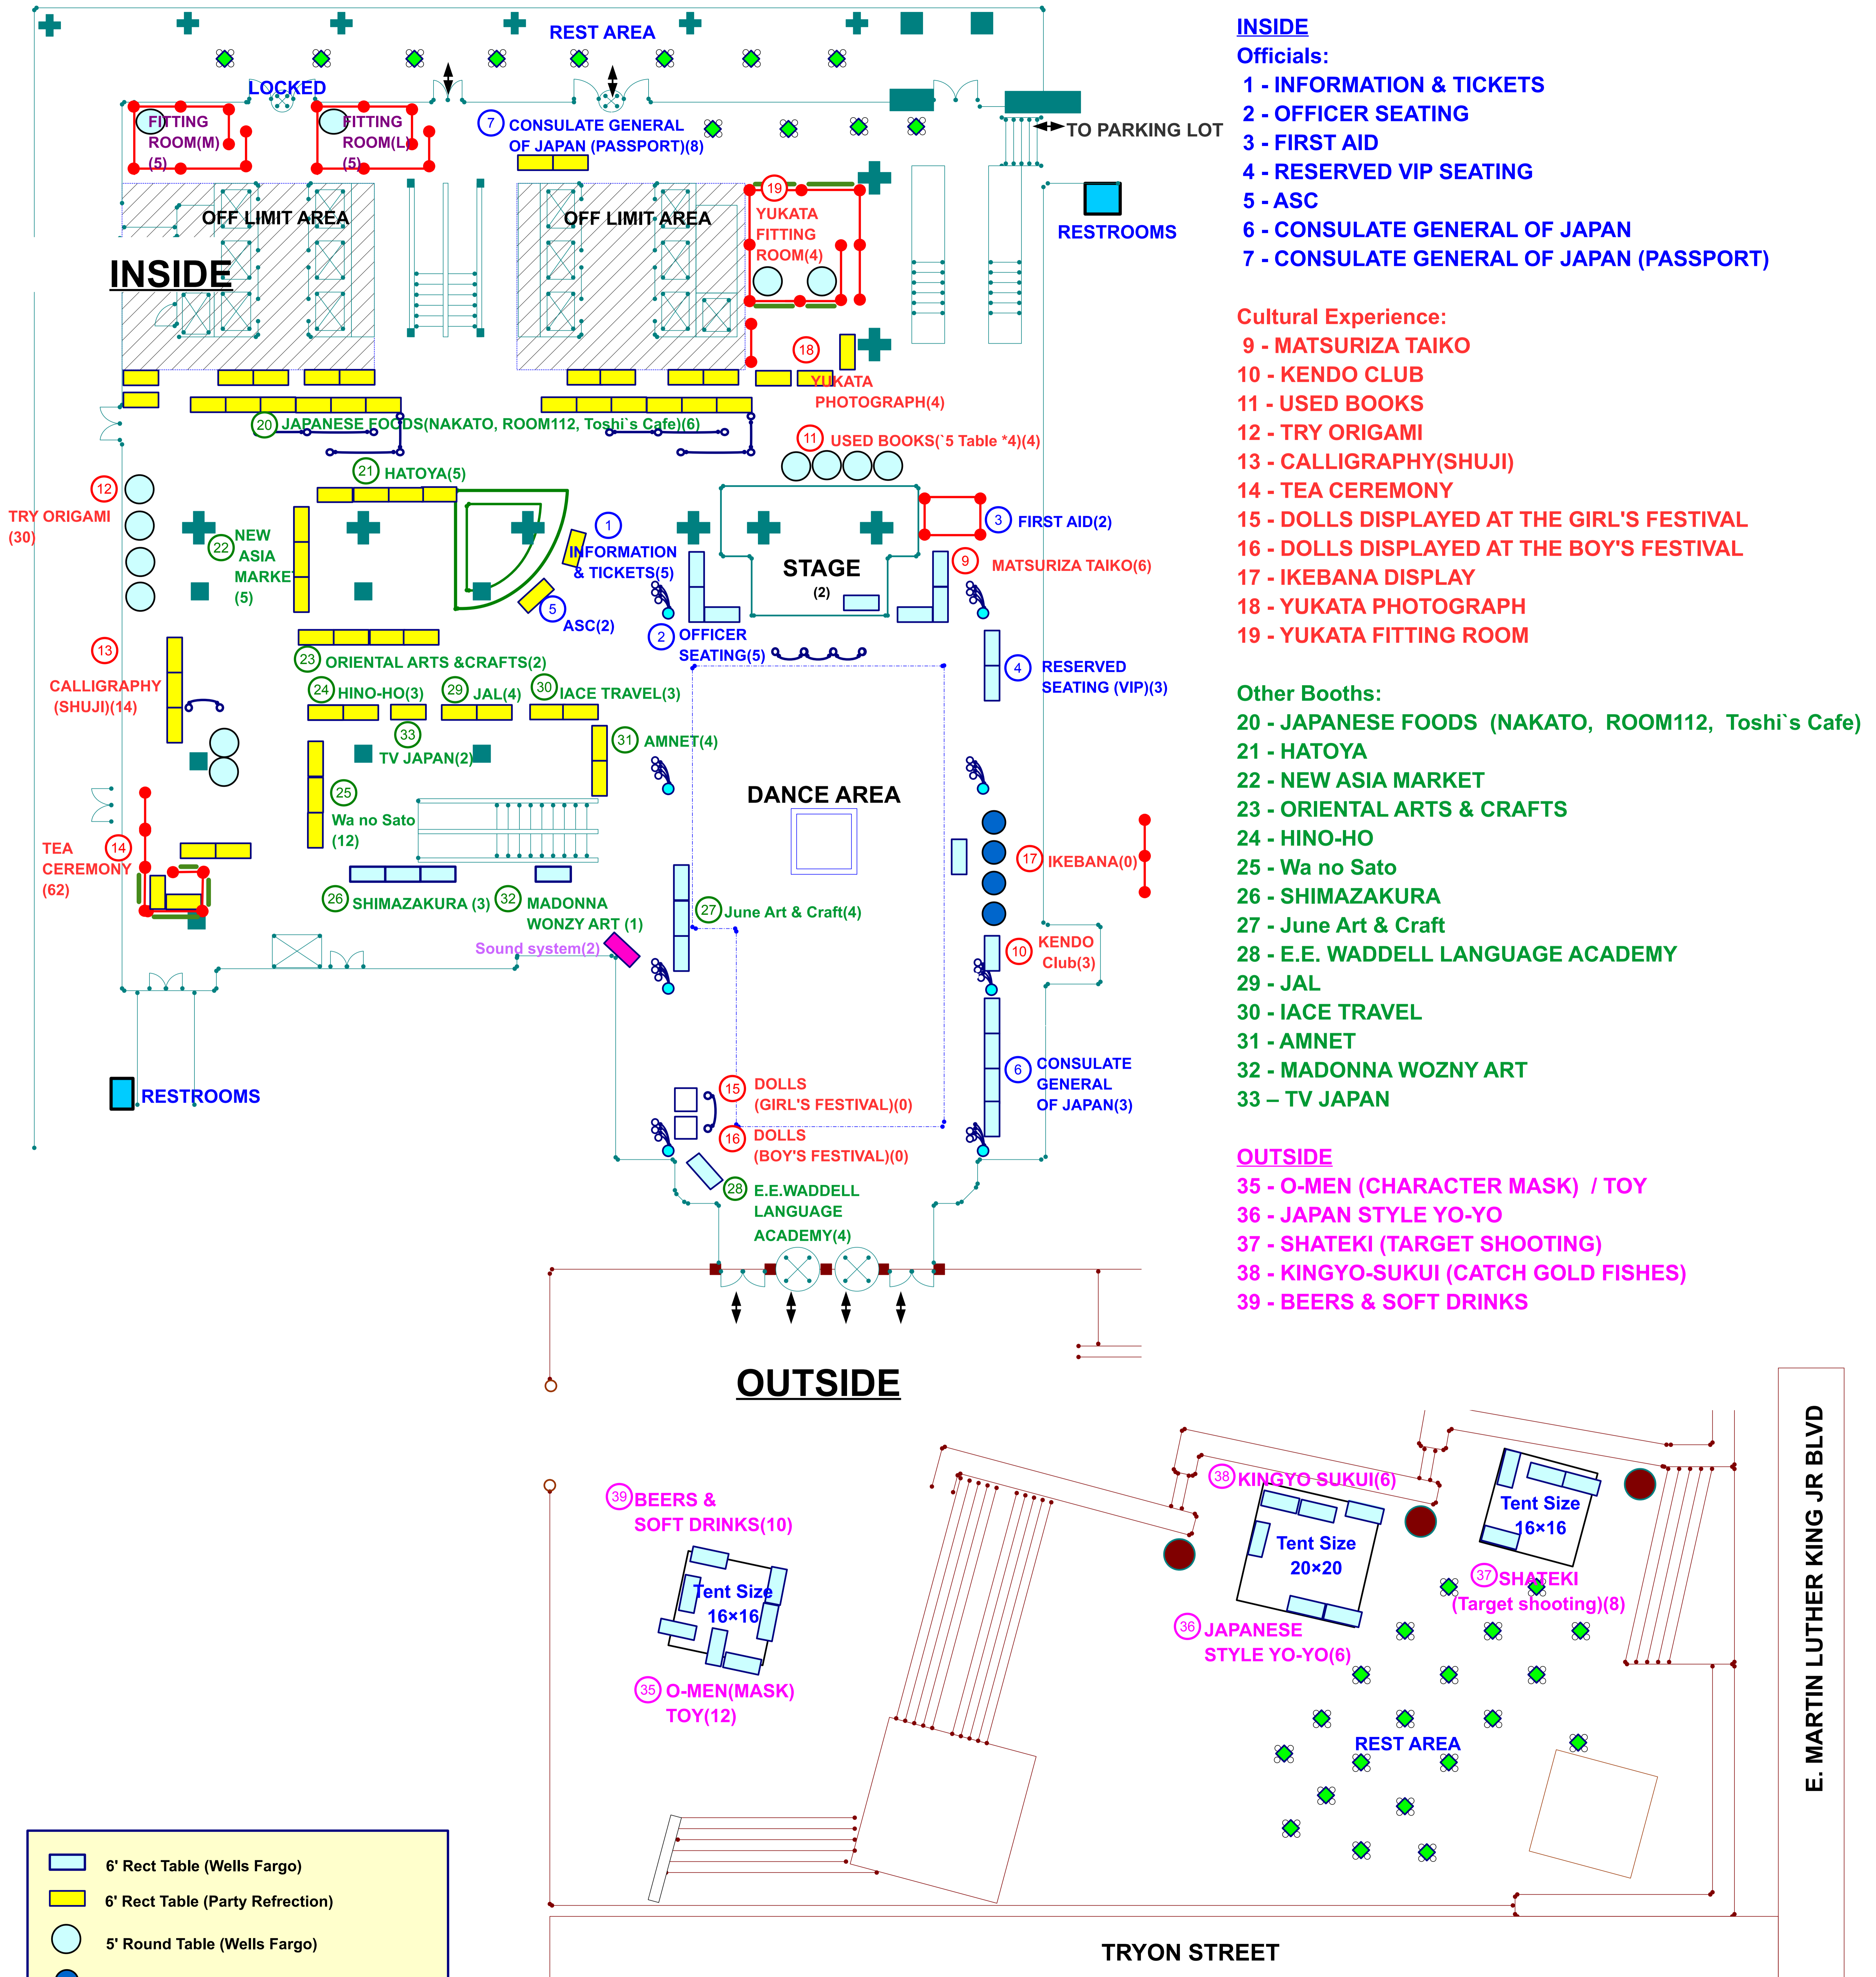 REST AREA
LOCKED
FITTING
ROOM(M)
(5)
FITTING
ROOM(L)
(5)
7
CONSULATE GENERAL
OF JAPAN (PASSPORT)(8)
TO PARKING LOT
OFF LIMIT AREA
OFF LIMIT AREA
19
YUKATA
FITTING
ROOM(4)
RESTROOMS
INSIDE
18
YUKATA
PHOTOGRAPH(4)
20
JAPANESE FOODS(NAKATO, ROOM112, Toshi`s Cafe)(6)
11
USED BOOKS(`5 Table *4)(4)
21
HATOYA(5)
12
TRY ORIGAMI
(30)
22
NEW
ASIA
MARKET
(5)
1
INFORMATION
& TICKETS(5)
3
FIRST AID(2)
STAGE
(2)
9
MATSURIZA TAIKO(6)
5
ASC(2)
2
OFFICER
SEATING(5)
13
CALLIGRAPHY
(SHUJI)(14)
23
ORIENTAL ARTS &CRAFTS(2)
4
RESERVED
SEATING (VIP)(3)
24
HINO-HO(3)
29
JAL(4)
30
IACE TRAVEL(3)
33
TV JAPAN(2)
31
AMNET(4)
DANCE AREA
25
Wa no Sato
(12)
14
TEA
CEREMONY
(62)
17
IKEBANA(0)
26
SHIMAZAKURA (3)
32
MADONNA
WONZY ART (1)
27
June Art & Craft(4)
Sound system(2)
10
KENDO
Club(3)
RESTROOMS
6
CONSULATE
GENERAL
OF JAPAN(3)
15
DOLLS
(GIRL'S FESTIVAL)(0)
16
DOLLS
(BOY'S FESTIVAL)(0)
28
E.E.WADDELL
LANGUAGE
ACADEMY(4)
INSIDE
Officials:
1 - INFORMATION & TICKETS
2 - OFFICER SEATING
3 - FIRST AID
4 - RESERVED VIP SEATING
5 - ASC
6 - CONSULATE GENERAL OF JAPAN
7 - CONSULATE GENERAL OF JAPAN (PASSPORT)
Cultural Experience:
9 - MATSURIZA TAIKO
10 - KENDO CLUB
11 - USED BOOKS
12 - TRY ORIGAMI
13 - CALLIGRAPHY(SHUJI)
14 - TEA CEREMONY
15 - DOLLS DISPLAYED AT THE GIRL'S FESTIVAL
16 - DOLLS DISPLAYED AT THE BOY'S FESTIVAL
17 - IKEBANA DISPLAY
18 - YUKATA PHOTOGRAPH
19 - YUKATA FITTING ROOM
Other Booths:
20 - JAPANESE FOODS (NAKATO, ROOM112, Toshi`s Cafe)
21 - HATOYA
22 - NEW ASIA MARKET
23 - ORIENTAL ARTS & CRAFTS
24 - HINO-HO
25 - Wa no Sato
26 - SHIMAZAKURA
27 - June Art & Craft
28 - E.E. WADDELL LANGUAGE ACADEMY
29 - JAL
30 - IACE TRAVEL
31 - AMNET
32 - MADONNA WOZNY ART
33 – TV JAPAN
OUTSIDE
35 - O-MEN (CHARACTER MASK) / TOY
36 - JAPAN STYLE YO-YO
37 - SHATEKI (TARGET SHOOTING)
38 - KINGYO-SUKUI (CATCH GOLD FISHES)
39 - BEERS & SOFT DRINKS
OUTSIDE
39
BEERS &
SOFT DRINKS(10)
Tent Size
16×16
35
O-MEN(MASK)
TOY(12)
38
KINGYO SUKUI(6)
Tent Size
20×20
36
JAPANESE
STYLE YO-YO(6)
Tent Size
16×16
37
SHATEKI
(Target shooting)(8)
REST AREA
E. MARTIN LUTHER KING JR BLVD
TRYON STREET
6' Rect Table (Wells Fargo)
6' Rect Table (Party Refrection)
5' Round Table (Wells Fargo)